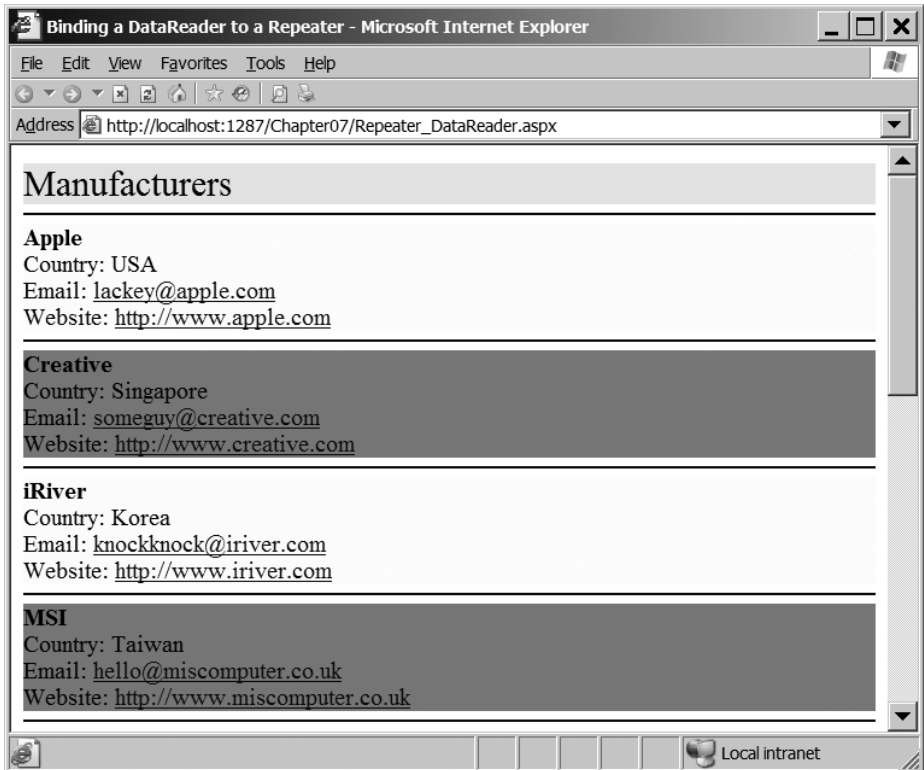 Binding a DataReader to a Repeater - Microsoft Internet Explorer
File Edit View Favorites Tools Help
Address http://localhost:1287/Chapter07/Repeater_DataReader.aspx
Manufacturers
Apple
Country: USA
Email: lackey@apple.com
Website: http://www.apple.com
Creative
Country: Singapore
Email: someguy@creative.com
Website: http://www.creative.com
iRiver
Country: Korea
Email: knockknock@iriver.com
Website: http://www.iriver.com
MSI
Country: Taiwan
Email: hello@miscomputer.co.uk
Website: http://www.miscomputer.co.uk
Local intranet